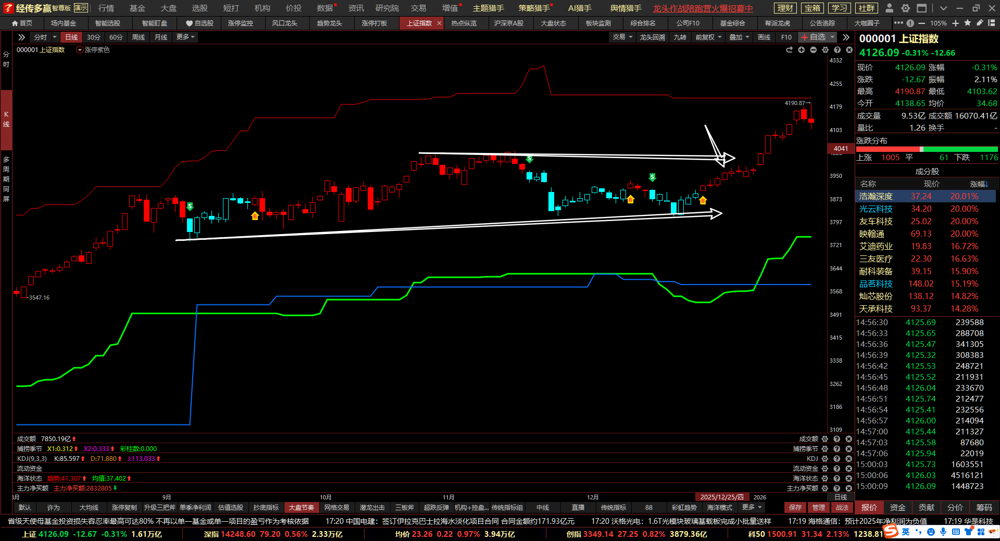 经传多赢 智尊版 演示 行情 基金 大盘 选股 短打 机构 价投 数据 资讯 研究院 交易 增值 主题猎手 策略猎手 AI猎手 舆情猎手 龙头作战陪跑营火爆招募中 理财 宝箱 学习 社群
首页 场内基金 智能选股 智能盯盘 自选股 涨停监控 风口龙头 趋势龙头 涨停打板 上证指数 热点纵览 沪深京A股 大盘状态 板块监测 综合排名 公司F10 基金综合 帮派龙虎 公告追踪 大咖圈子 105%
分时 日线 30分 60分 周线 月线 更多 交易 龙头回溯 九转 前复权 叠加 画线 F10 自选
000001 上证指数 涨停紫色
分时
K线
多周期同屏
4190.87
3547.16
4332
4255
4179
4103
4041
3950
3873
3797
3721
3644
3568
3491
3415
3338
3262
3186
3109
S
B
S
B
S
B
成交额 7850.19亿 成交额
捕捞季节 X1:0.312 X2:0.333 彩柱数:0.000 捕捞季节
KDJ(9,3,3) K:85.597 D:71.880 J:113.033 KDJ
流动资金 流动资金
海洋状态 趋势:41.307 均值:37.402 海洋状态
主力净买额 主力净买额:2832805 主力净买额
8月 9月 10月 11月 12月 2025/12/25/四 2026 日线
默认 许为 大均线 涨停复制 升级三把斧 单季净利润 估值选股 抄底指标 大盘节奏 网格交易 潜龙出击 三板斧 超跌反弹 机构+控盘... 传统指标组 中线 直播 传统指标 88 彩虹趋势 海洋模式 更多 保存 管理 战法
000001 上证指数
4126.09 -0.31% -12.66
现价 4126.09 涨幅 -0.31%
涨跌 -12.67 振幅 2.11%
最高 4190.87 最低 4103.62
今开 4138.65 均价 34.68
成交量 9.53亿 成交额 16070.41亿
量比 1.26 换手 -
涨跌分布
上涨 1005 平 61 下跌 1176
成分股
名称 现价 涨幅↓
浩瀚深度 37.24 20.01%
光云科技 34.20 20.00%
友车科技 25.02 20.00%
映翰通 69.13 20.00%
艾迪药业 19.83 16.72%
三友医疗 22.30 16.63%
耐科装备 39.15 15.90%
品茗科技 148.02 15.19%
灿芯股份 138.12 14.82%
天承科技 93.37 14.28%
14:56:30 4125.69 239588
14:56:33 4125.65 288708
14:56:36 4125.47 341305
14:56:39 4125.32 308383
14:56:42 4125.53 248721
14:56:45 4125.52 211931
14:56:48 4126.04 233670
14:56:51 4125.74 212477
14:56:54 4125.41 232556
14:56:57 4126.00 214094
14:57:00 4125.44 211327
14:57:03 4125.58 87680
14:57:06 4125.94 22019
15:00:03 4125.73 1603551
15:00:06 4126.03 4516121
15:00:09 4126.09 1448723
报价 资金 贡献 分价 筹码
省级天使母基金投资损失容忍率最高可达80% 不再以单一基金或单一项目的盈亏作为考核依据 17:20 中国电建：签订伊拉克巴士拉海水淡化项目合同 合同金额约171.93亿元 17:20 沃格光电：1.6T光模块玻璃基载板完成小批量送样 17:19 海格通信：预计2025年净利润为负值 17:19 华是科技
上证 4126.09 -12.67 -0.31% 1.61万亿 深指 14248.60 79.20 0.56% 2.33万亿 均价 23.26 0.22 0.97% 3.94万亿 创指 3349.14 27.25 0.82% 3879.36亿 科50 1500.91 31.34 2.13% 1238.81 英